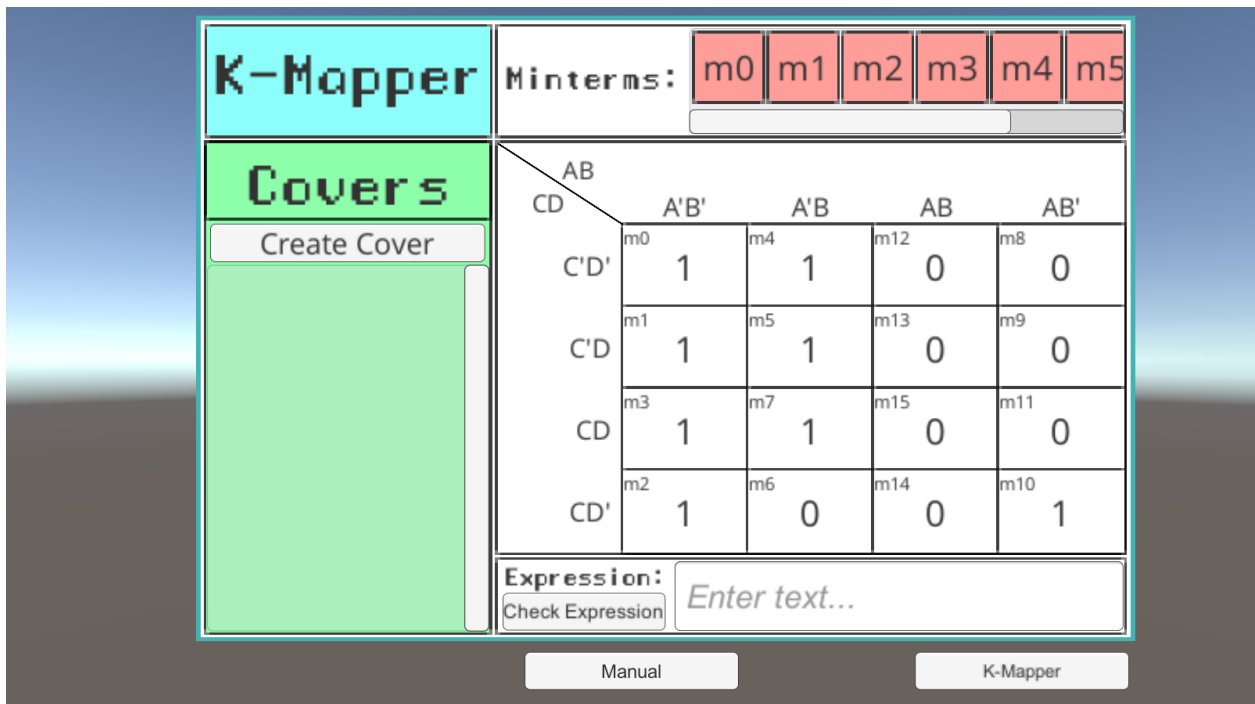 K-Mapper
Minterms:
m0 m1 m2 m3 m4 m5
Covers
Create Cover
AB
CD
A'B' A'B AB AB'
m0 m4 m12 m8
C'D' 1 1 0 0
m1 m5 m13 m9
C'D 1 1 0 0
m3 m7 m15 m11
CD 1 1 0 0
m2 m6 m14 m10
CD' 1 0 0 1
Expression:
Check Expression
Enter text...
Manual
K-Mapper